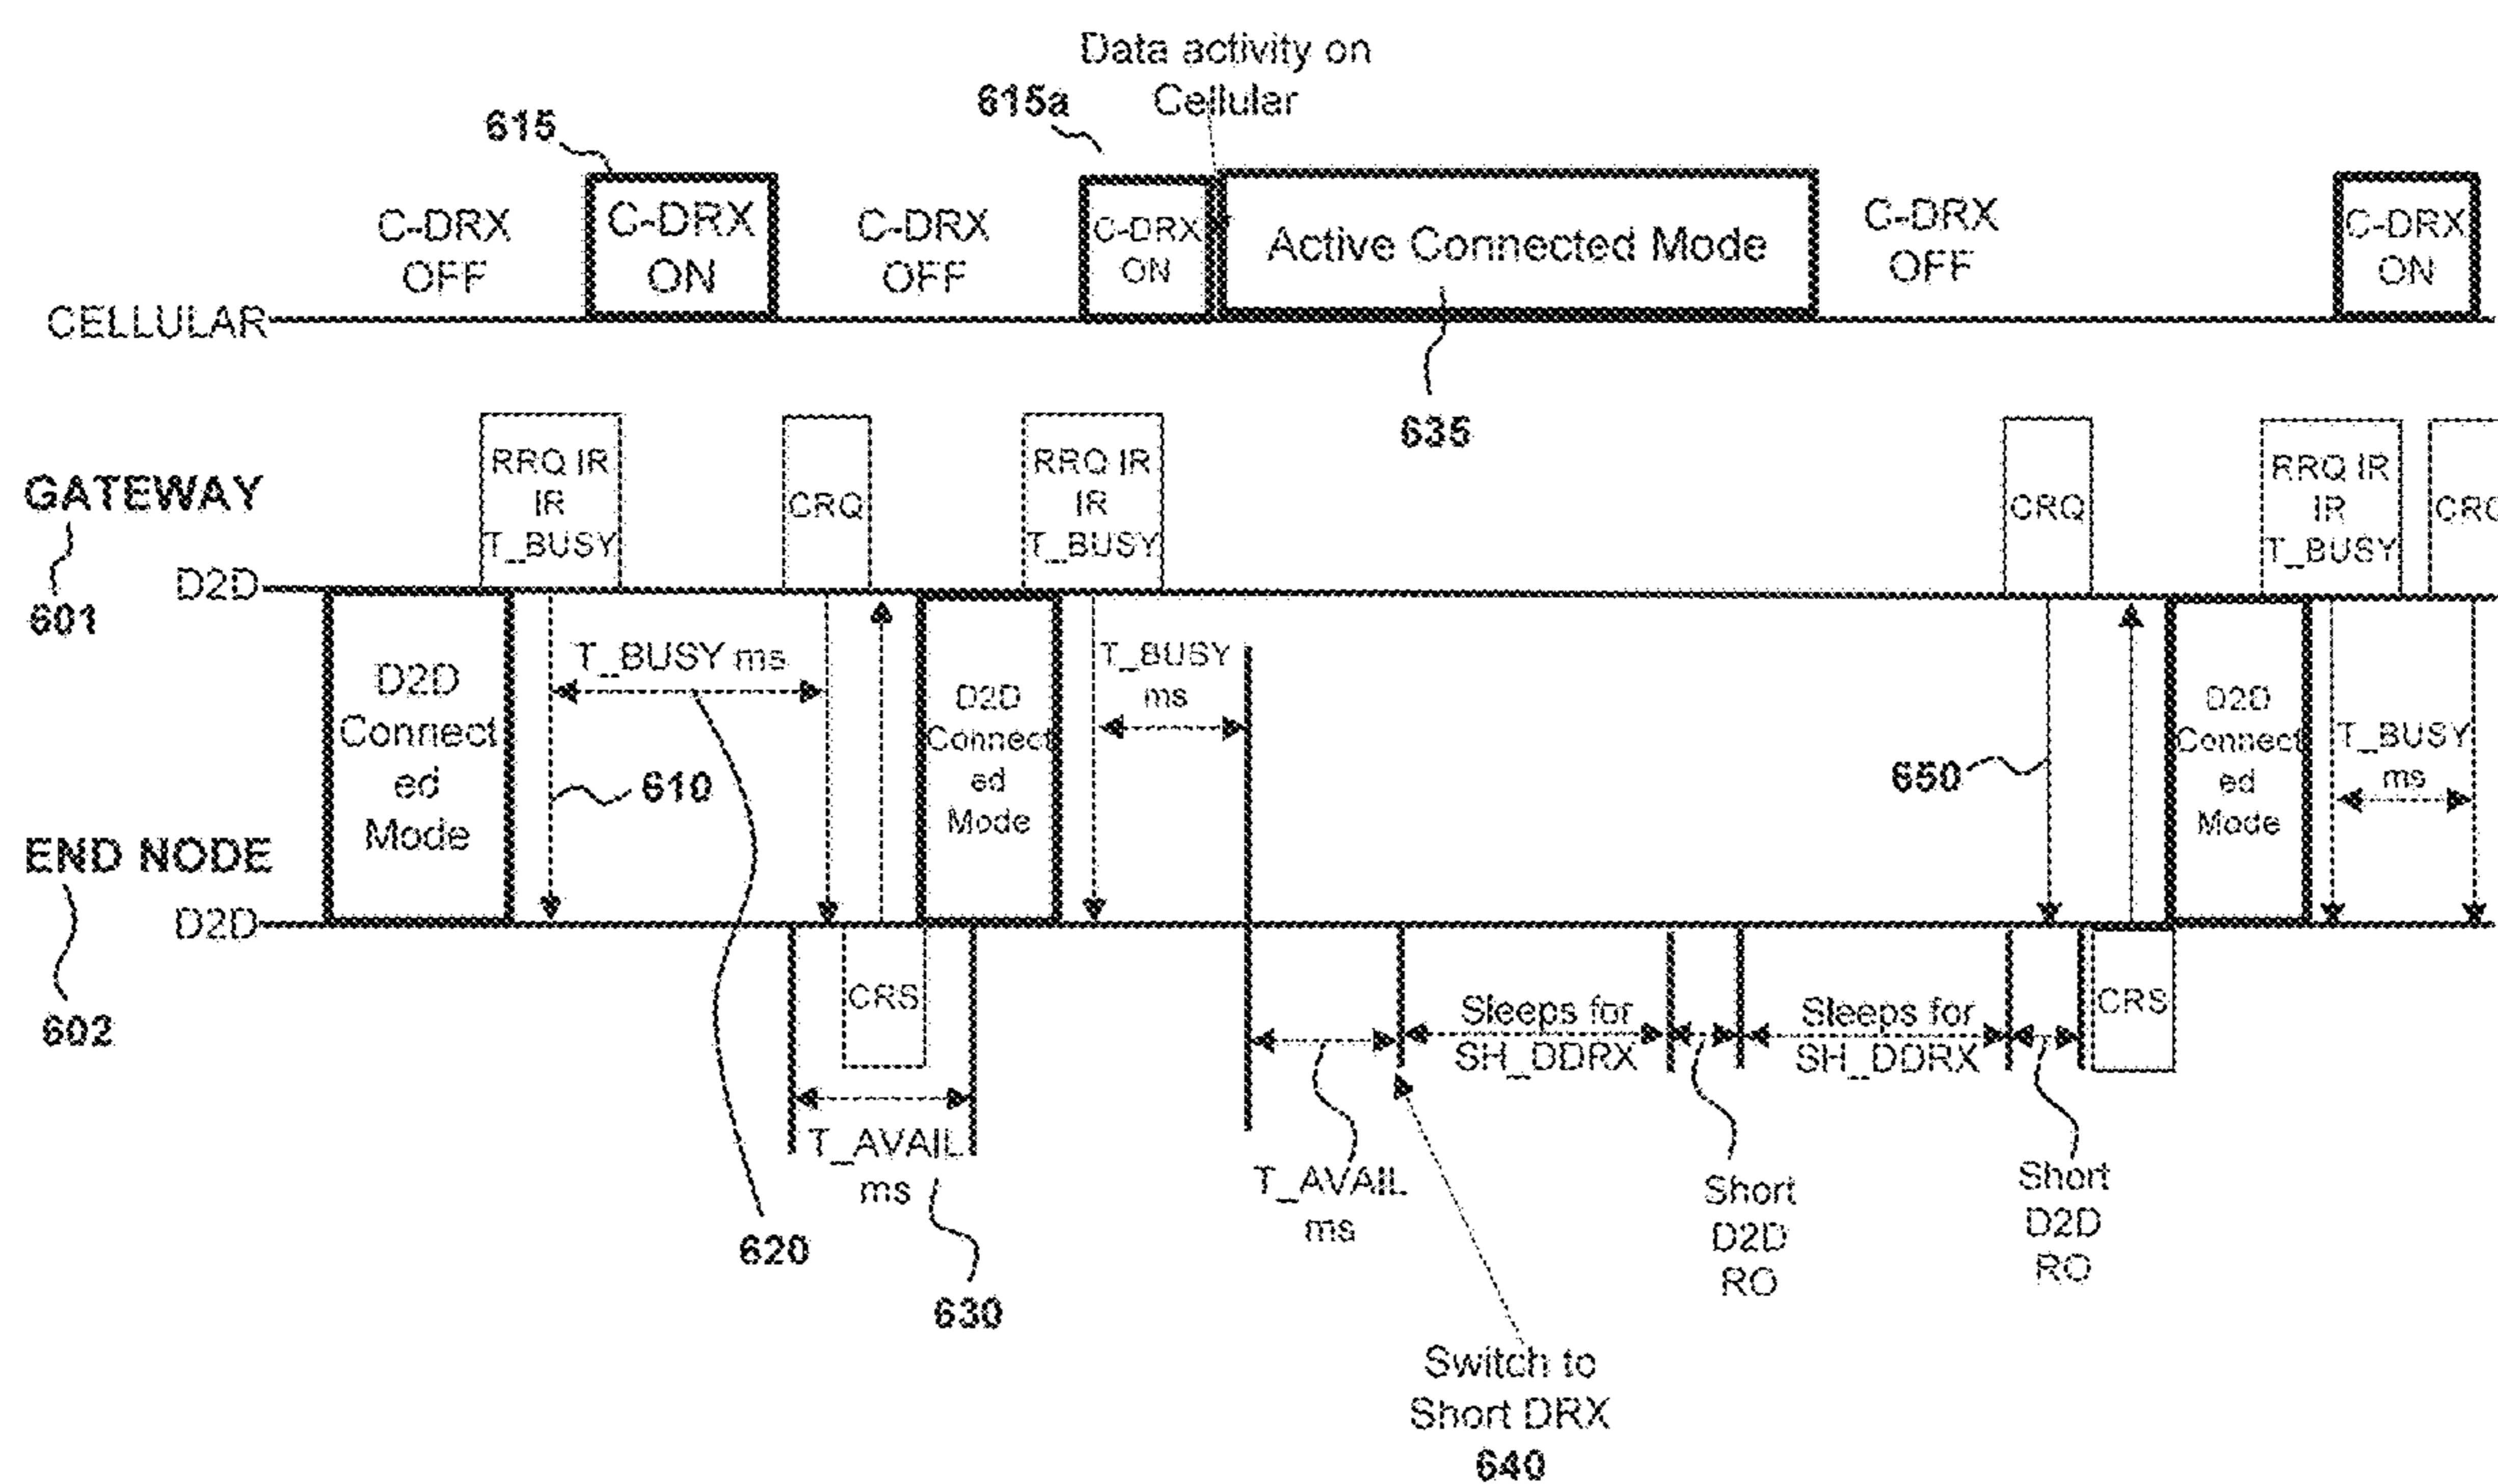 Data activity on
Cellular
615
615a
C-DRX
OFF
C-DRX
ON
C-DRX
OFF
C-DRX
ON
Active Connected Mode
C-DRX
OFF
C-DRX
ON
CELLULAR
635
GATEWAY
601
D2D
RRQ IR
IR
T_BUSY
CRQ
RRQ IR
IR
T_BUSY
CRQ
RRQ IR
IR
T_BUSY
CRQ
D2D
Connect
ed
Mode
T_BUSY ms
610
D2D
Connect
ed
Mode
T_BUSY
ms
650
D2D
Connect
ed
Mode
T_BUSY
ms
END NODE
602
D2D
CRS
T_AVAIL
ms
620
630
T_AVAIL
ms
Sleeps for
SH_DDRX
Sleeps for
SH_DDRX
CRS
Short
D2D
RO
Short
D2D
RO
Switch to
Short DRX
640